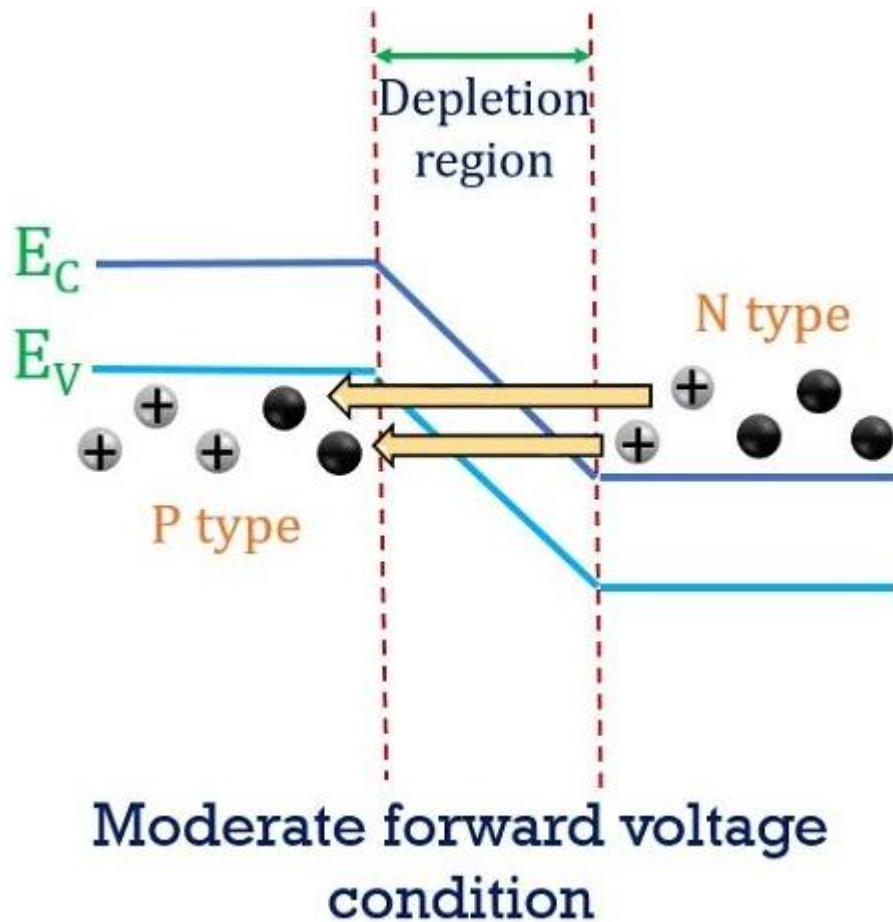 Depletion
region
E_C
E_V
N type
+
+
+
+
+
P type
Moderate forward voltage
condition